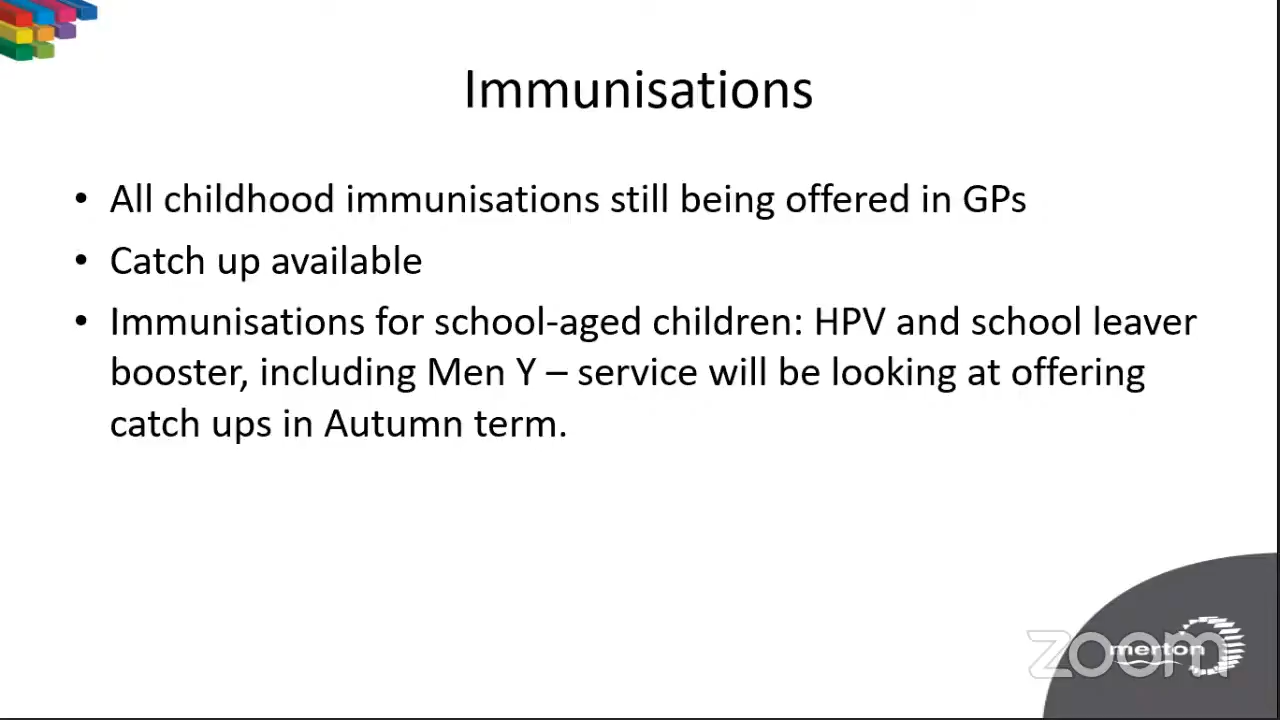 Immunisations
• All childhood immunisations still being offered in GPs
• Catch up available
• Immunisations for school-aged children: HPV and school leaver
booster, including Men Y – service will be looking at offering
catch ups in Autumn term.
zoom
merton